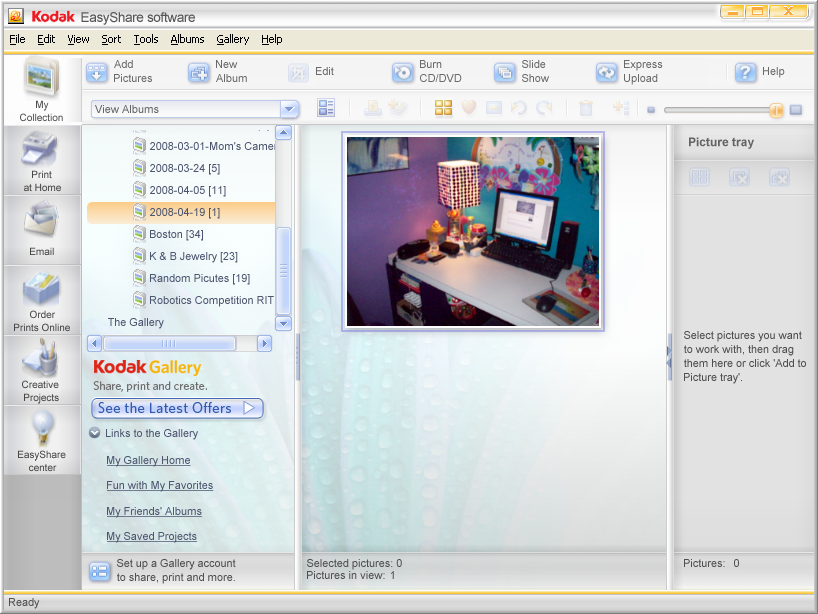 Kodak EasyShare software
File Edit View Sort Tools Albums Gallery Help
My
Collection
Print
at Home
Email
Order
Prints Online
Creative
Projects
EasyShare
center
Add
Pictures
New
Album
Edit
Burn
CD/DVD
Slide
Show
Express
Upload
Help
View Albums
2008-03-01-Mom's Came
2008-03-24 [5]
2008-04-05 [11]
2008-04-19 [1]
Boston [34]
K & B Jewelry [23]
Random Picutes [19]
Robotics Competition RIT
The Gallery
Kodak Gallery
Share, print and create.
See the Latest Offers
Links to the Gallery
My Gallery Home
Fun with My Favorites
My Friends' Albums
My Saved Projects
Set up a Gallery account
to share, print and more.
Selected pictures: 0
Pictures in view: 1
Picture tray
Select pictures you want
to work with, then drag
them here or click 'Add to
Picture tray'.
Pictures: 0
Ready